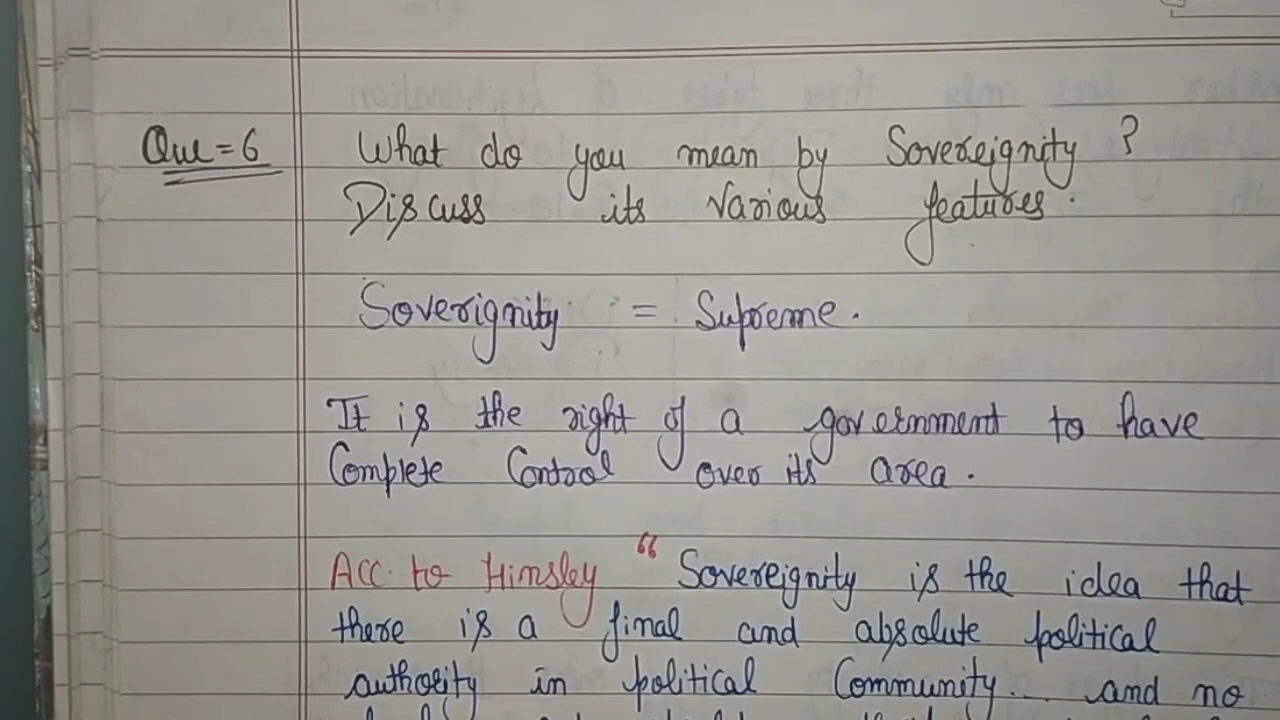 Que=6 What do you mean by Sovereignity ?
Discuss its various features.
Soverignity = Supreme.
It is the right of a government to have
Complete Control over its area.
Acc. to Hinsley "Sovereignity is the idea that
there is a final and absolute political
authority in political Community... and no